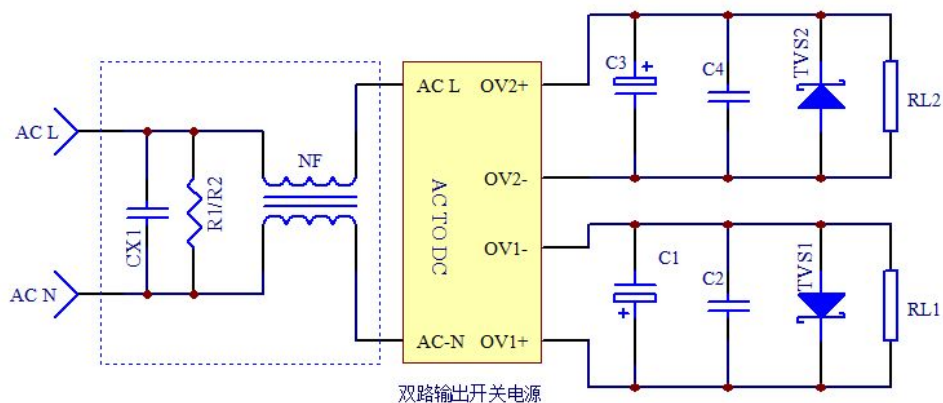 AC L
AC N
CX1
R1/R2
NF
AC L
AC-N
AC TO DC
OV2+
OV2-
OV1-
OV1+
C3
C4
TVS2
RL2
C1
C2
TVS1
RL1
双路输出开关电源